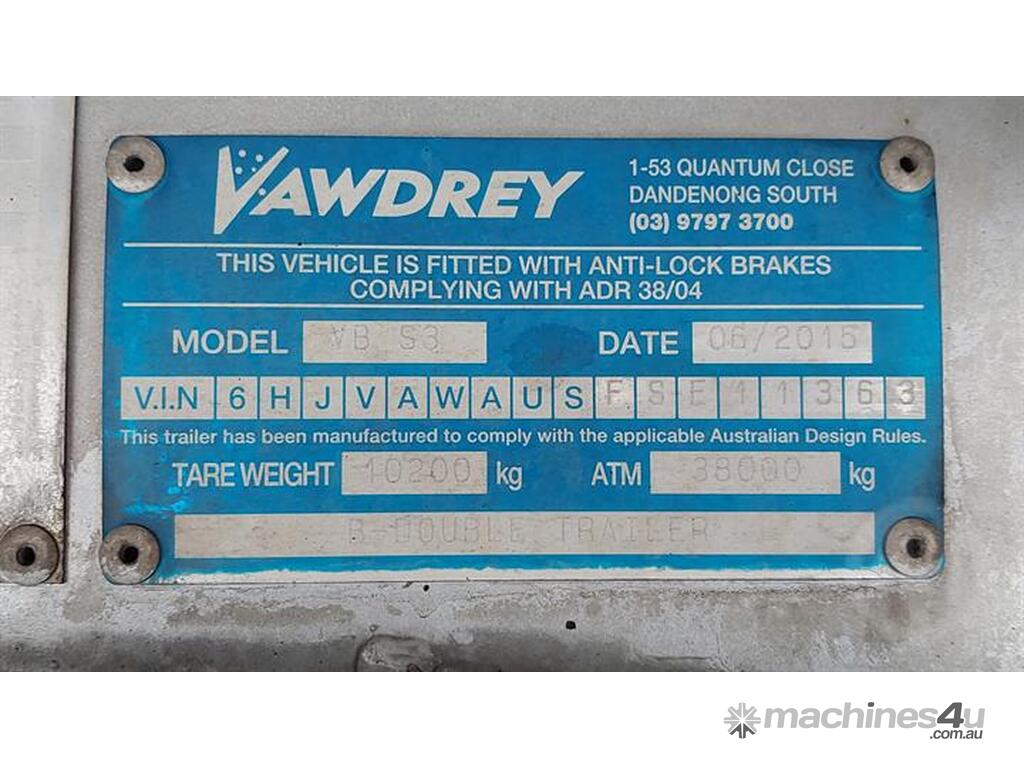 VAWDREY
1-53 QUANTUM CLOSE
DANDENONG SOUTH
(03) 9797 3700
THIS VEHICLE IS FITTED WITH ANTI-LOCK BRAKES
COMPLYING WITH ADR 38/04
MODEL VB S3 DATE 06/2015
V.I.N 6 H J V A W A U S F S E 1 1 3 6 3
This trailer has been manufactured to comply with the applicable Australian Design Rules.
TARE WEIGHT 10200 kg ATM 38000 kg
B-DOUBLE TRAILER
machines4u
.com.au